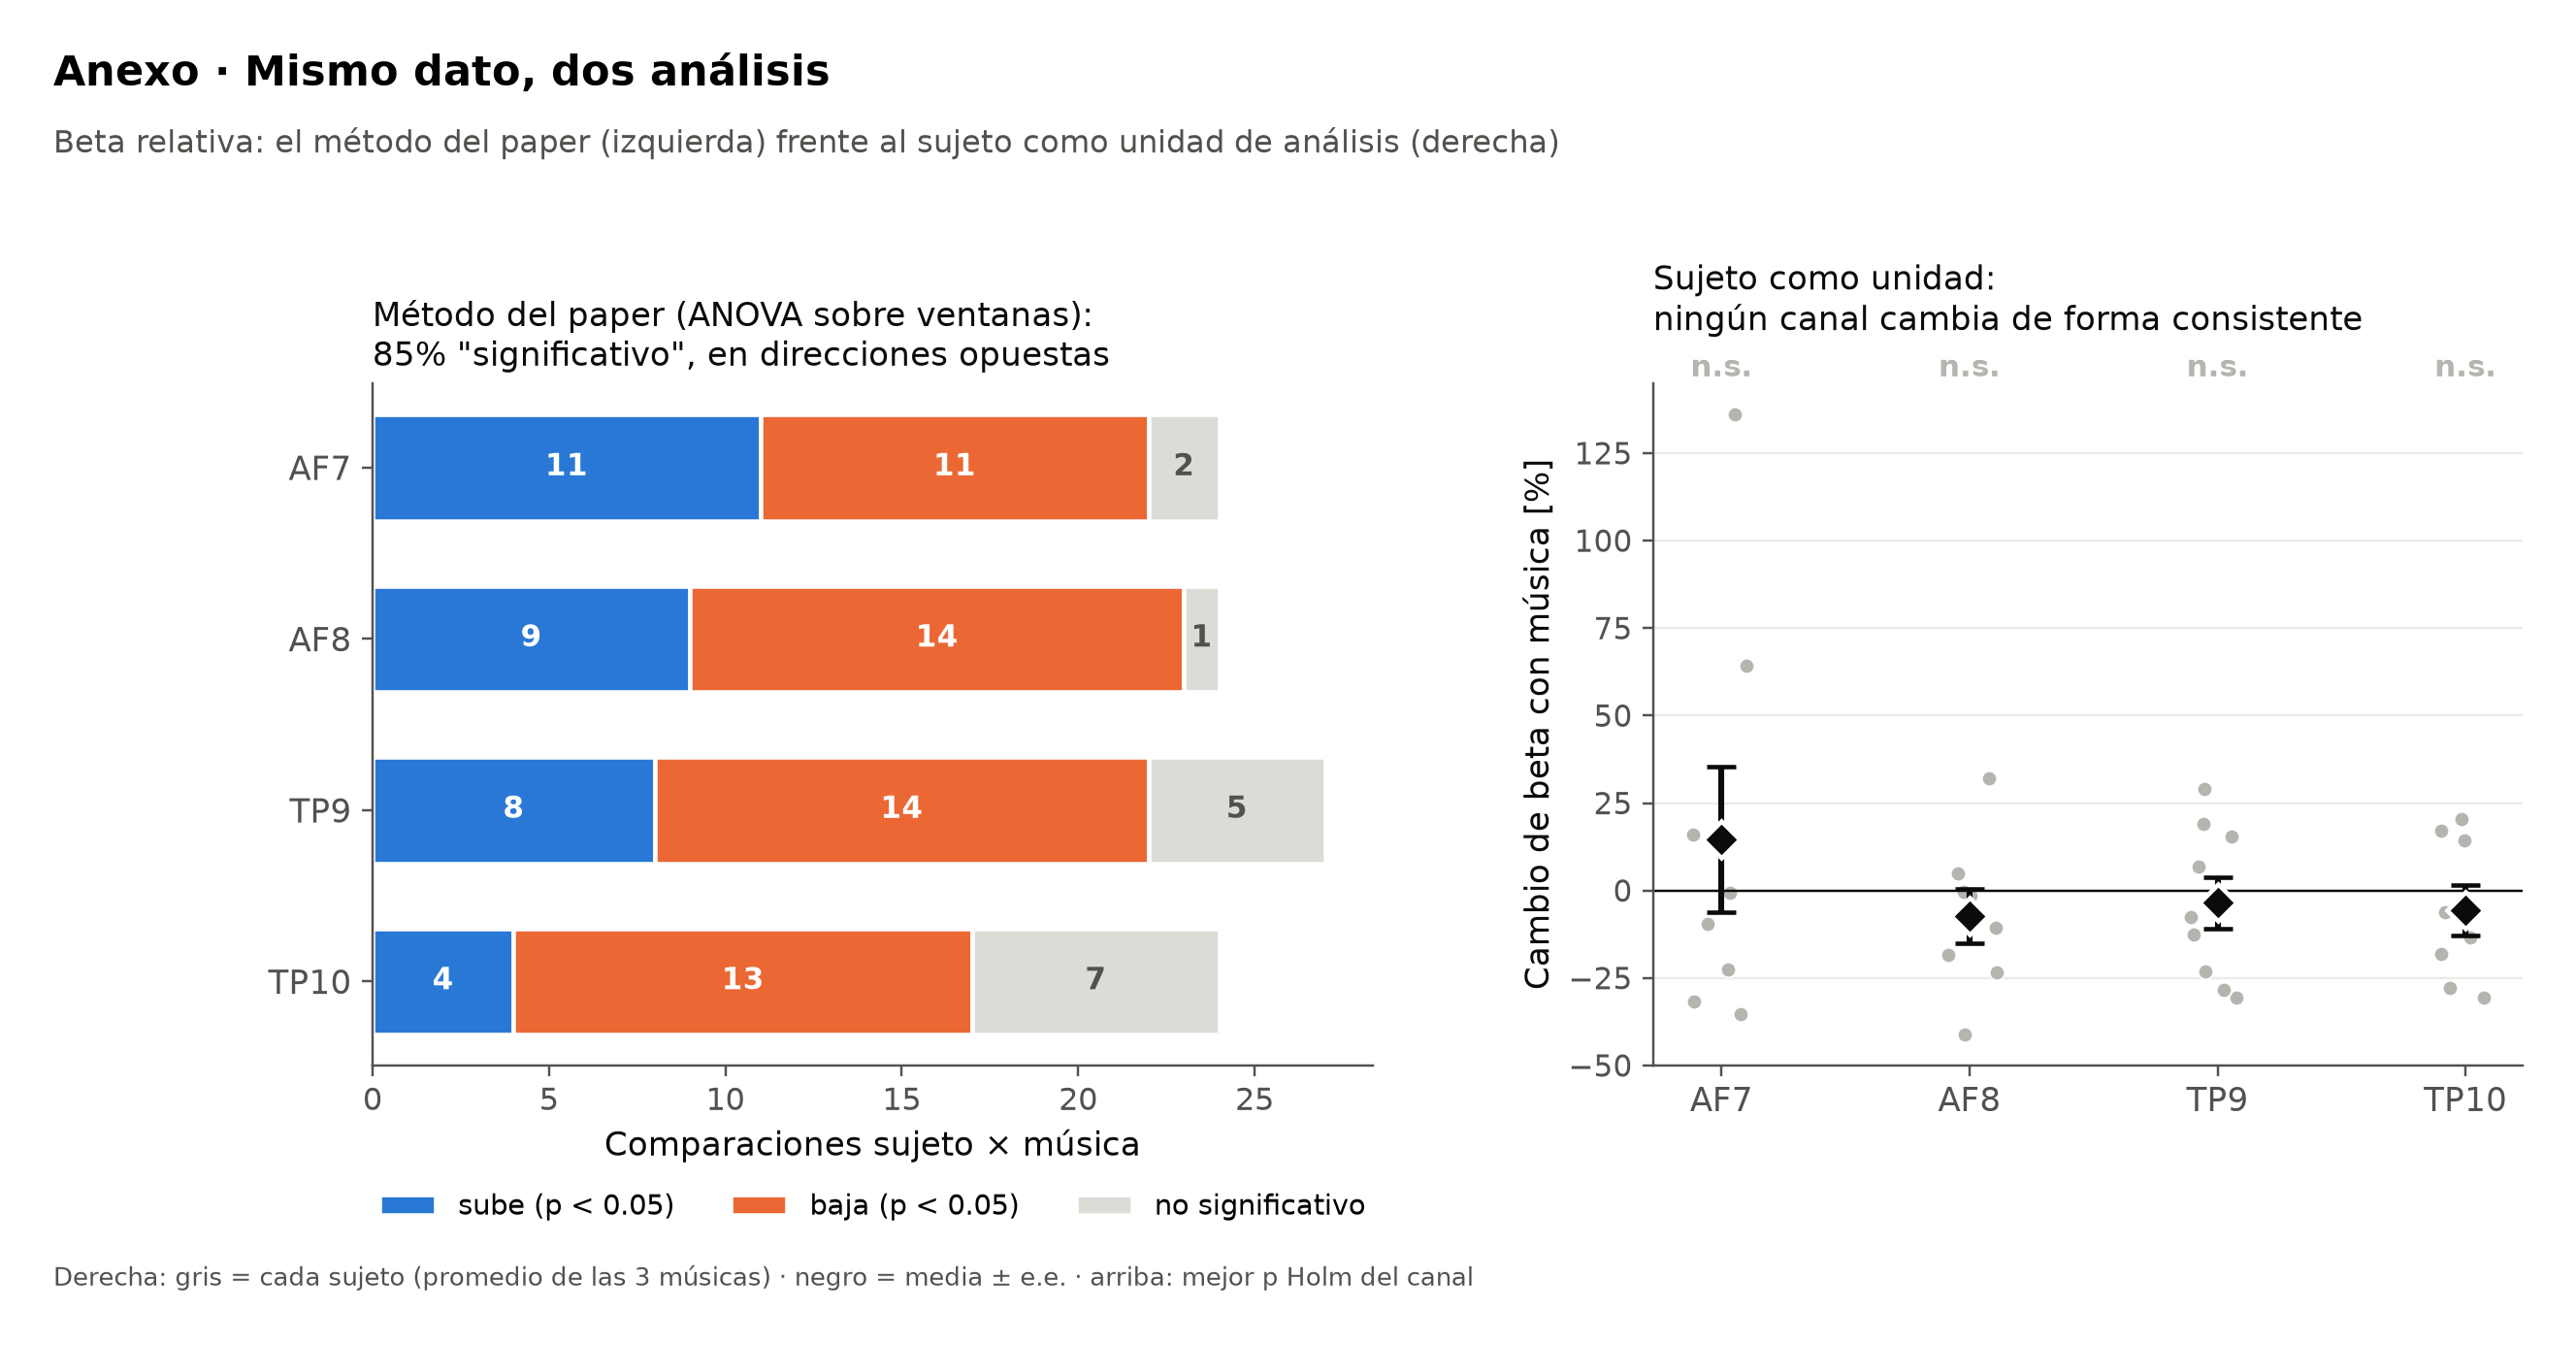 Anexo · Mismo dato, dos análisis
Beta relativa: el método del paper (izquierda) frente al sujeto como unidad de análisis (derecha)
Método del paper (ANOVA sobre ventanas):
85% "significativo", en direcciones opuestas
AF7
11
11
2
AF8
9
14
1
TP9
8
14
5
TP10
4
13
7
0
5
10
15
20
25
Comparaciones sujeto × música
sube (p < 0.05)
baja (p < 0.05)
no significativo
Sujeto como unidad:
ningún canal cambia de forma consistente
n.s.
n.s.
n.s.
n.s.
Cambio de beta con música [%]
125
100
75
50
25
0
−25
−50
AF7
AF8
TP9
TP10
Derecha: gris = cada sujeto (promedio de las 3 músicas) · negro = media ± e.e. · arriba: mejor p Holm del canal